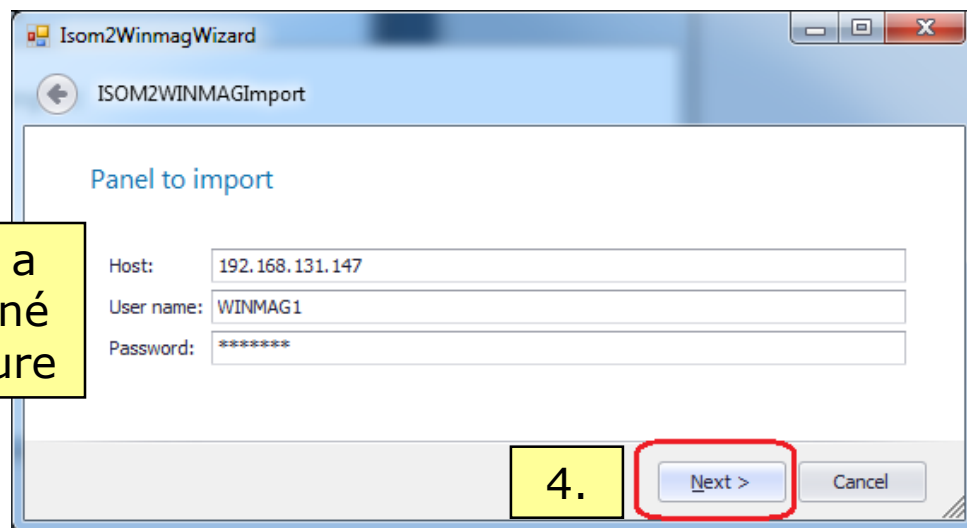 Isom2WinmagWizard
ISOM2WINMAGImport
Panel to import
a
né
ure
Host: 192.168.131.147
User name: WINMAG1
Password: *******
4.
Next >
Cancel